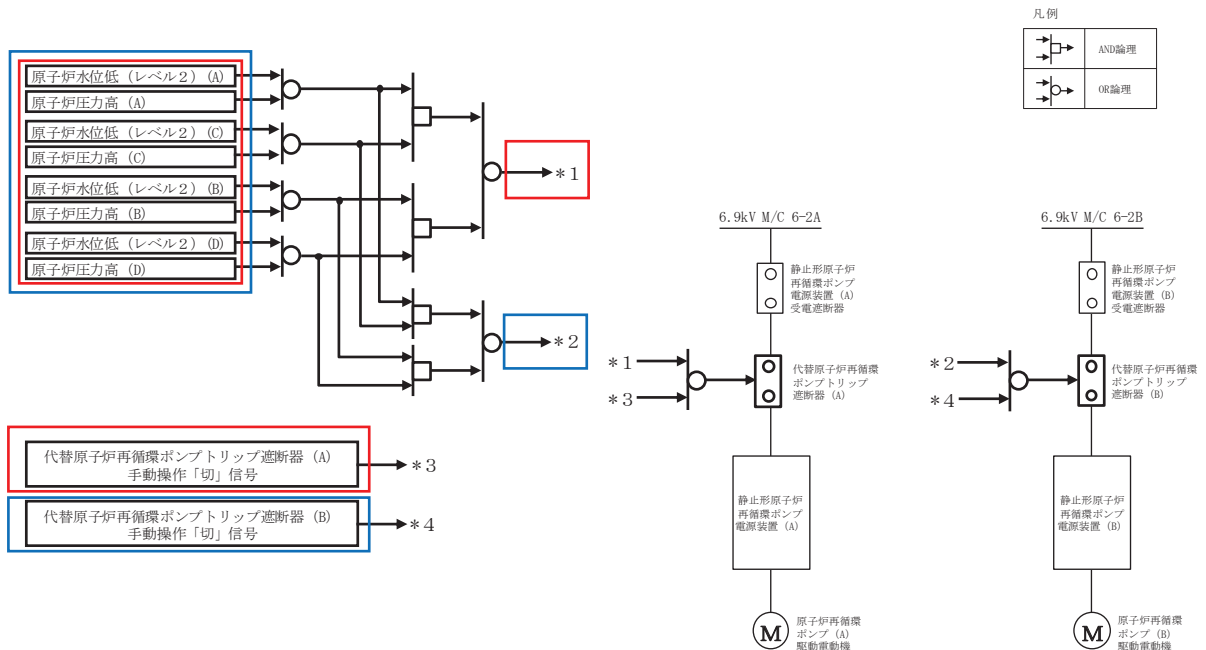 凡例
AND論理
OR論理
原子炉水位低（レベル２）(A)
原子炉圧力高 (A)
原子炉水位低（レベル２）(C)
原子炉圧力高 (C)
原子炉水位低（レベル２）(B)
原子炉圧力高 (B)
原子炉水位低（レベル２）(D)
原子炉圧力高 (D)
*1
*2
代替原子炉再循環ポンプトリップ遮断器 (A)
手動操作「切」信号
*3
代替原子炉再循環ポンプトリップ遮断器 (B)
手動操作「切」信号
*4
6.9kV M/C 6-2A
静止形原子炉
再循環ポンプ
電源装置 (A)
受電遮断器
*1
*3
代替原子炉再循環
ポンプトリップ
遮断器 (A)
静止形原子炉
再循環ポンプ
電源装置 (A)
M
原子炉再循環
ポンプ (A)
駆動電動機
6.9kV M/C 6-2B
静止形原子炉
再循環ポンプ
電源装置 (B)
受電遮断器
*2
*4
代替原子炉再循環
ポンプトリップ
遮断器 (B)
静止形原子炉
再循環ポンプ
電源装置 (B)
M
原子炉再循環
ポンプ (B)
駆動電動機